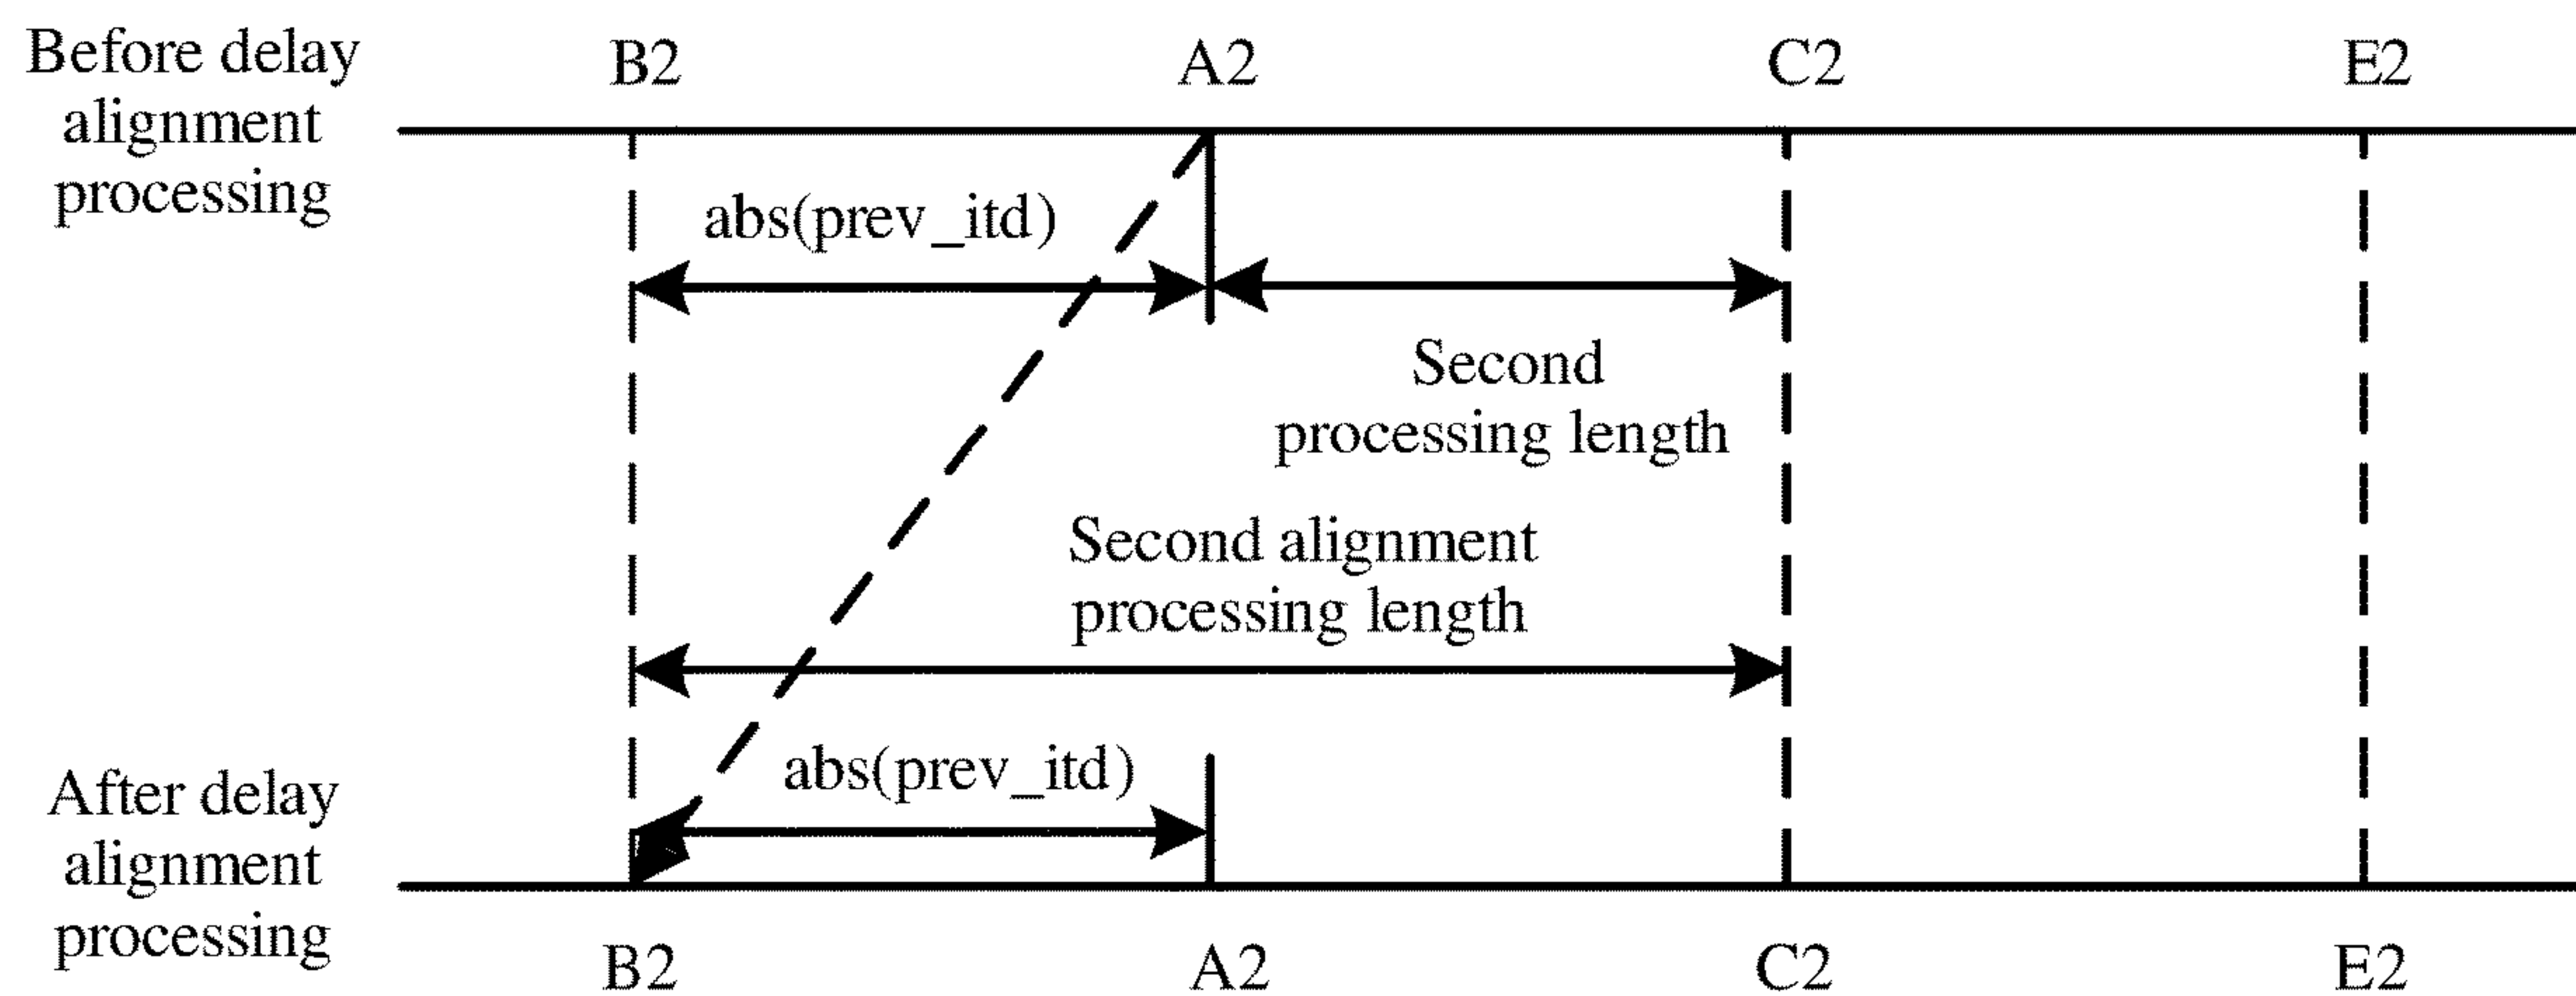 Before delay
alignment
processing
B2
A2
C2
E2
abs(prev_itd)
Second
processing length
Second alignment
processing length
abs(prev_itd)
After delay
alignment
processing
B2
A2
C2
E2